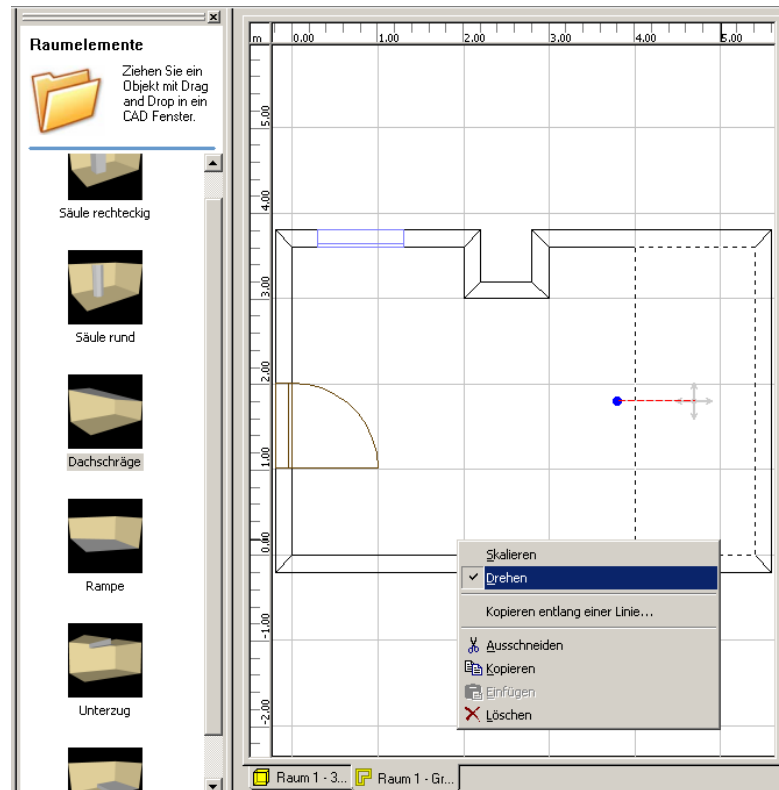 Raumelemente
Ziehen Sie ein
Objekt mit Drag
and Drop in ein
CAD Fenster.
Säule rechteckig
Säule rund
Dachschräge
Rampe
Unterzug
m 0.00 1.00 2.00 3.00 4.00 5.00
5.00
4.00
3.00
2.00
1.00
0.00
-1.00
-2.00
Skalieren
Drehen
Kopieren entlang einer Linie...
Ausschneiden
Kopieren
Einfügen
Löschen
Raum 1 - 3... Raum 1 - Gr...